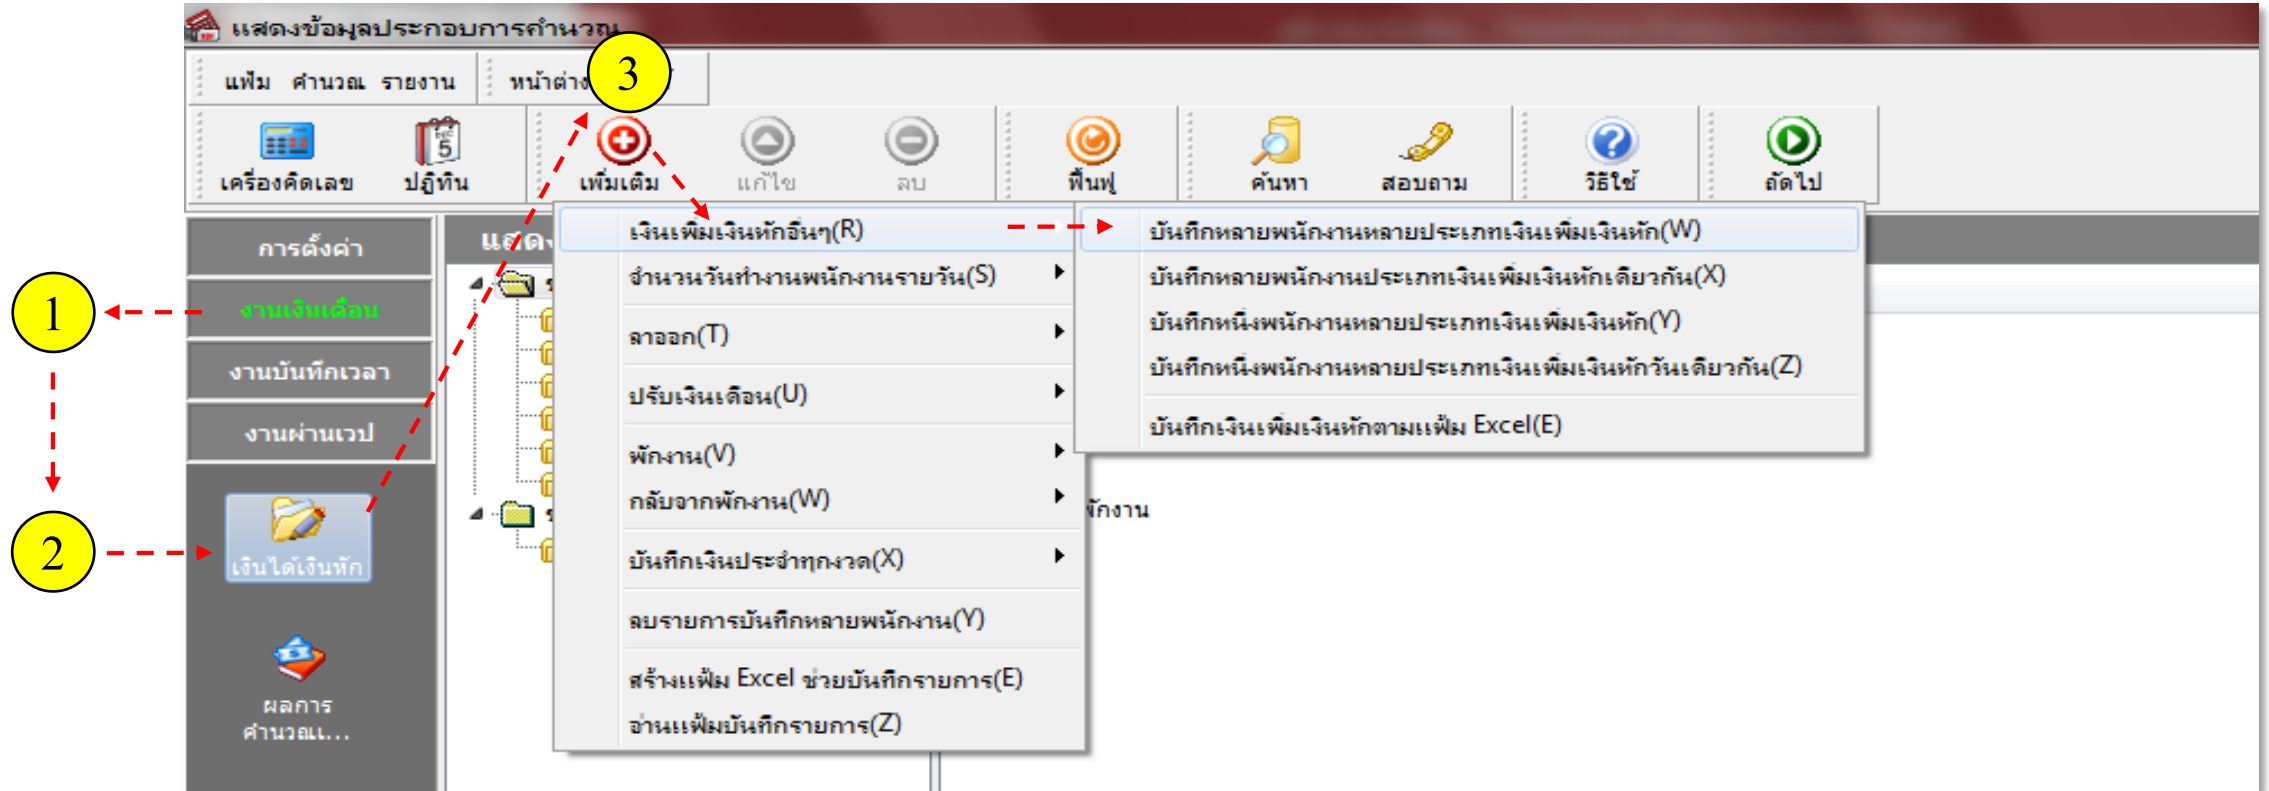 แสดงข้อมูลประกอบการคำนวณ
3
แฟ้ม คำนวณ รายงาน หน้าต่าง
เครื่องคิดเลข ปฏิทิน เพิ่มเติม แก้ไข ลบ ฟื้นฟู ค้นหา สอบถาม วิธีใช้ ถัดไป
การตั้งค่า
งานเงินเดือน
งานบันทึกเวลา
งานผ่านเวป
1
2
เงินได้เงินหัก
ผลการ
คำนวณแ...
แสดง
เงินเพิ่มเงินหักอื่นๆ(R)
จำนวนวันทำงานพนักงานรายวัน(S)
ลาออก(T)
ปรับเงินเดือน(U)
พักงาน(V)
กลับจากพักงาน(W)
บันทึกเงินประจำทุกงวด(X)
ลบรายการบันทึกหลายพนักงาน(Y)
สร้างแฟ้ม Excel ช่วยบันทึกรายการ(E)
อ่านแฟ้มบันทึกรายการ(Z)
บันทึกหลายพนักงานหลายประเภทเงินเพิ่มเงินหัก(W)
บันทึกหลายพนักงานประเภทเงินเพิ่มเงินหักเดียวกัน(X)
บันทึกหนึ่งพนักงานหลายประเภทเงินเพิ่มเงินหัก(Y)
บันทึกหนึ่งพนักงานหลายประเภทเงินเพิ่มเงินหักวันเดียวกัน(Z)
บันทึกเงินเพิ่มเงินหักตามแฟ้ม Excel(E)
พักงาน